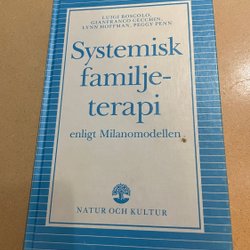 LUIGI BOSCOLO,
GIANFRANCO CECCHIN,
LYNN HOFFMAN, PEGGY PENN
Systemisk
familje-
terapi
enligt Milanomodellen
NATUR OCH KULTUR